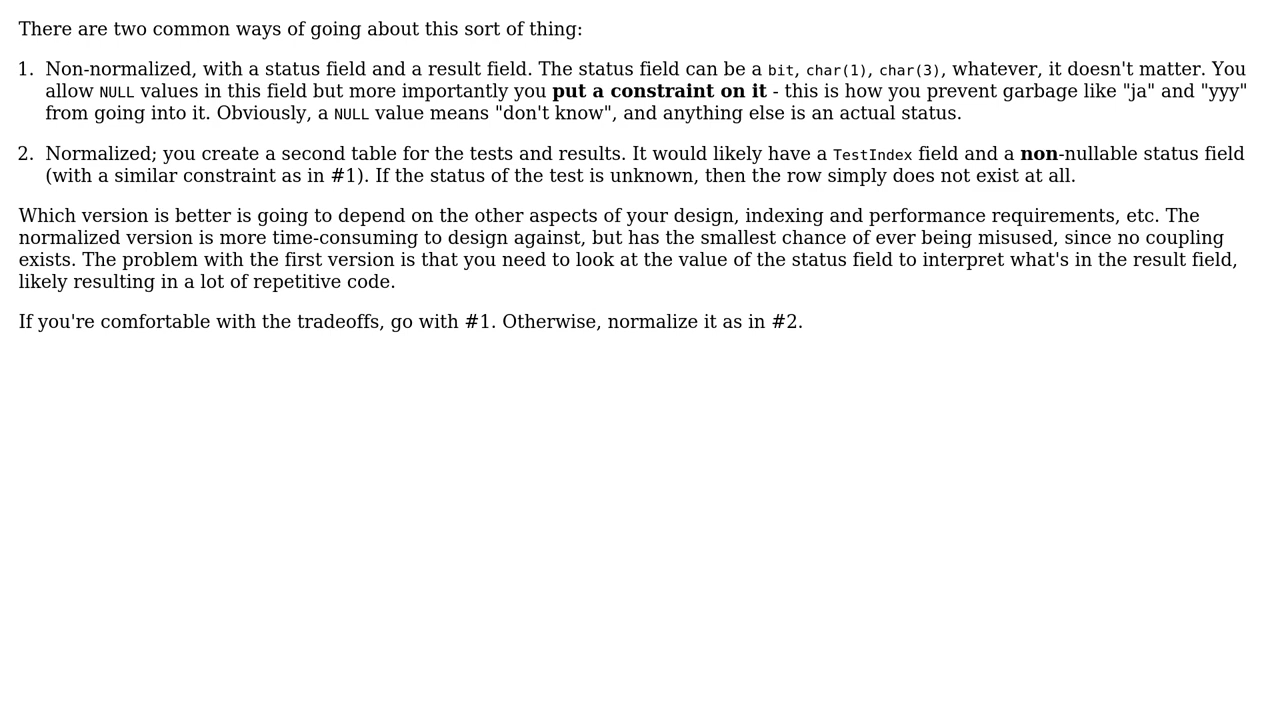 There are two common ways of going about this sort of thing:
1. Non-normalized, with a status field and a result field. The status field can be a bit, char(1), char(3), whatever, it doesn't matter. You
allow NULL values in this field but more importantly you put a constraint on it - this is how you prevent garbage like "ja" and "yyy"
from going into it. Obviously, a NULL value means "don't know", and anything else is an actual status.
2. Normalized; you create a second table for the tests and results. It would likely have a TestIndex field and a non-nullable status field
(with a similar constraint as in #1). If the status of the test is unknown, then the row simply does not exist at all.
Which version is better is going to depend on the other aspects of your design, indexing and performance requirements, etc. The
normalized version is more time-consuming to design against, but has the smallest chance of ever being misused, since no coupling
exists. The problem with the first version is that you need to look at the value of the status field to interpret what's in the result field,
likely resulting in a lot of repetitive code.
If you're comfortable with the tradeoffs, go with #1. Otherwise, normalize it as in #2.